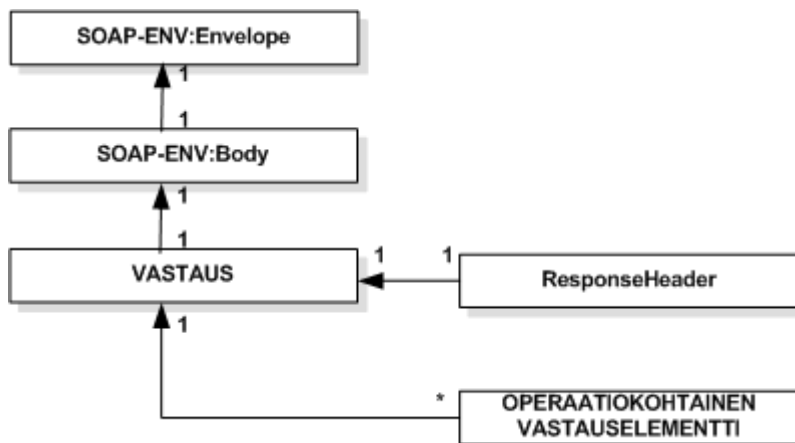 SOAP-ENV:Envelope
1
1
SOAP-ENV:Body
1
1
VASTAUS
1
1
ResponseHeader
1
*
OPERAATIOKOHTAINEN
VASTAUSELEMENTTI